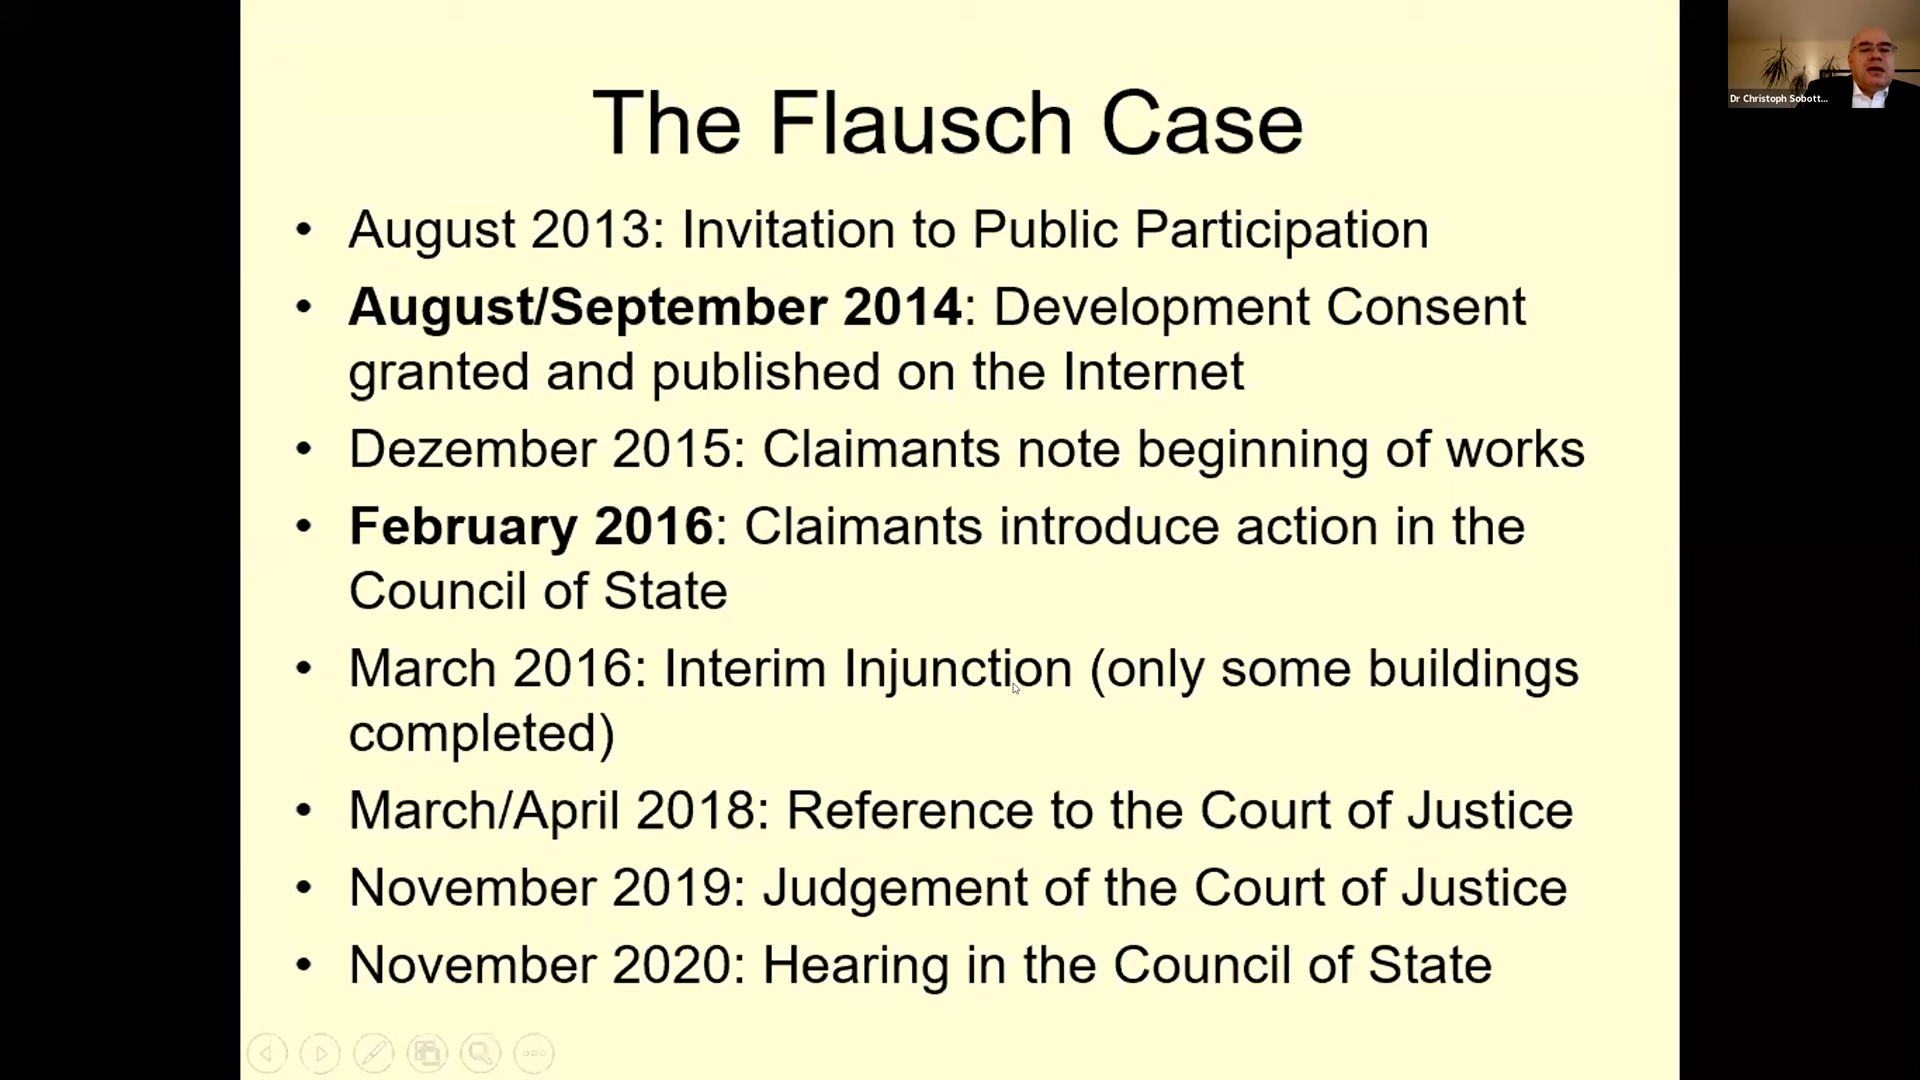 The Flausch Case
• August 2013: Invitation to Public Participation
• August/September 2014: Development Consent
granted and published on the Internet
• Dezember 2015: Claimants note beginning of works
• February 2016: Claimants introduce action in the
Council of State
• March 2016: Interim Injunction (only some buildings
completed)
• March/April 2018: Reference to the Court of Justice
• November 2019: Judgement of the Court of Justice
• November 2020: Hearing in the Council of State
Dr Christoph Sobott...